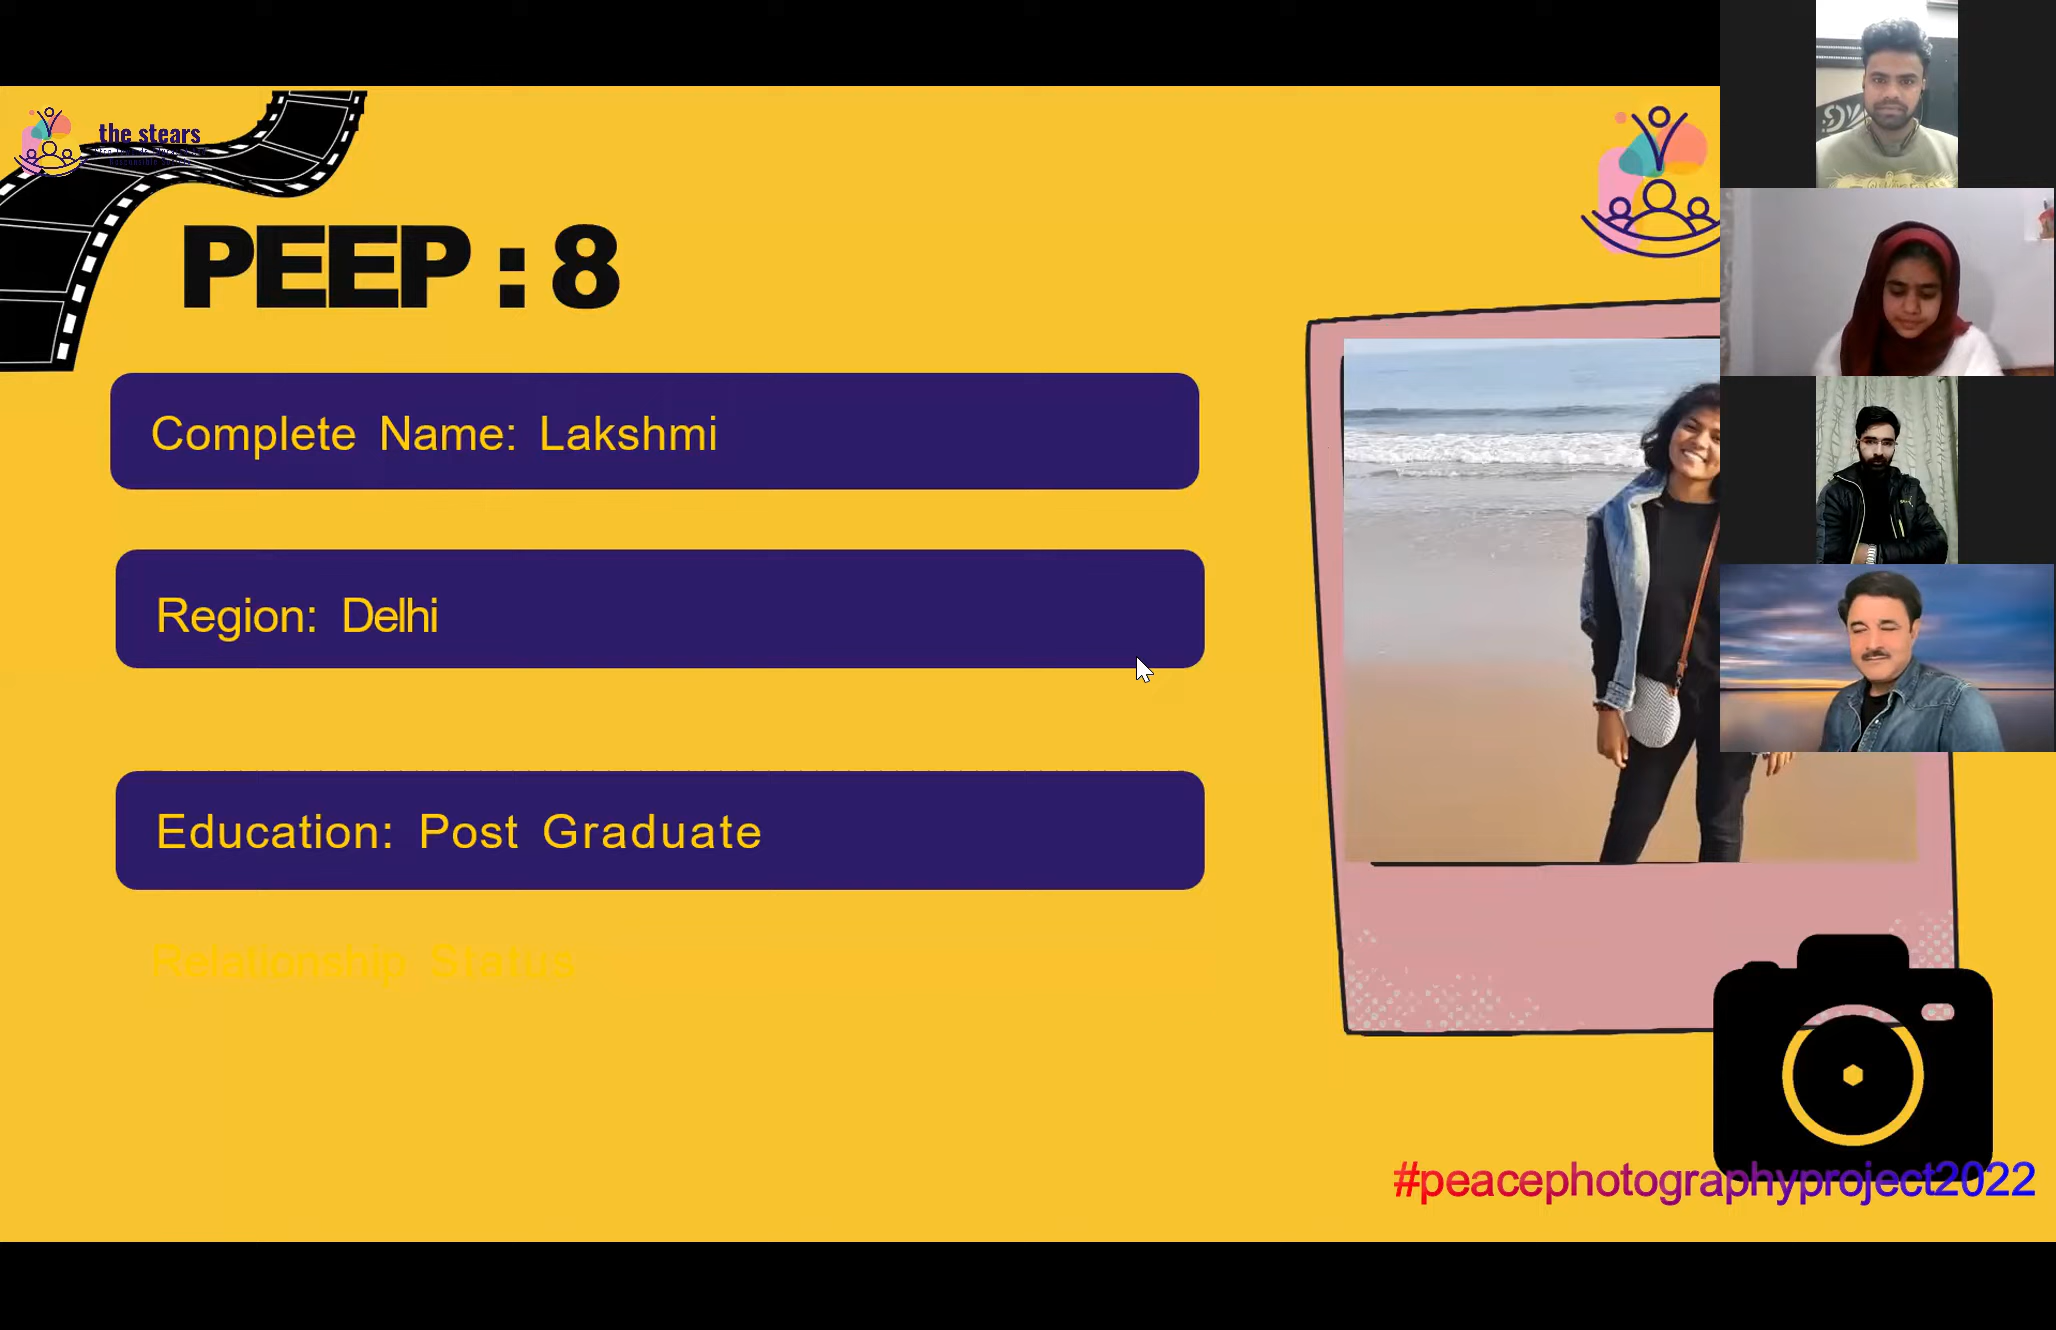 the stears
PEEP : 8
Complete Name: Lakshmi
Region: Delhi
Education: Post Graduate
Relationship Status
#peacephotographyproject2022